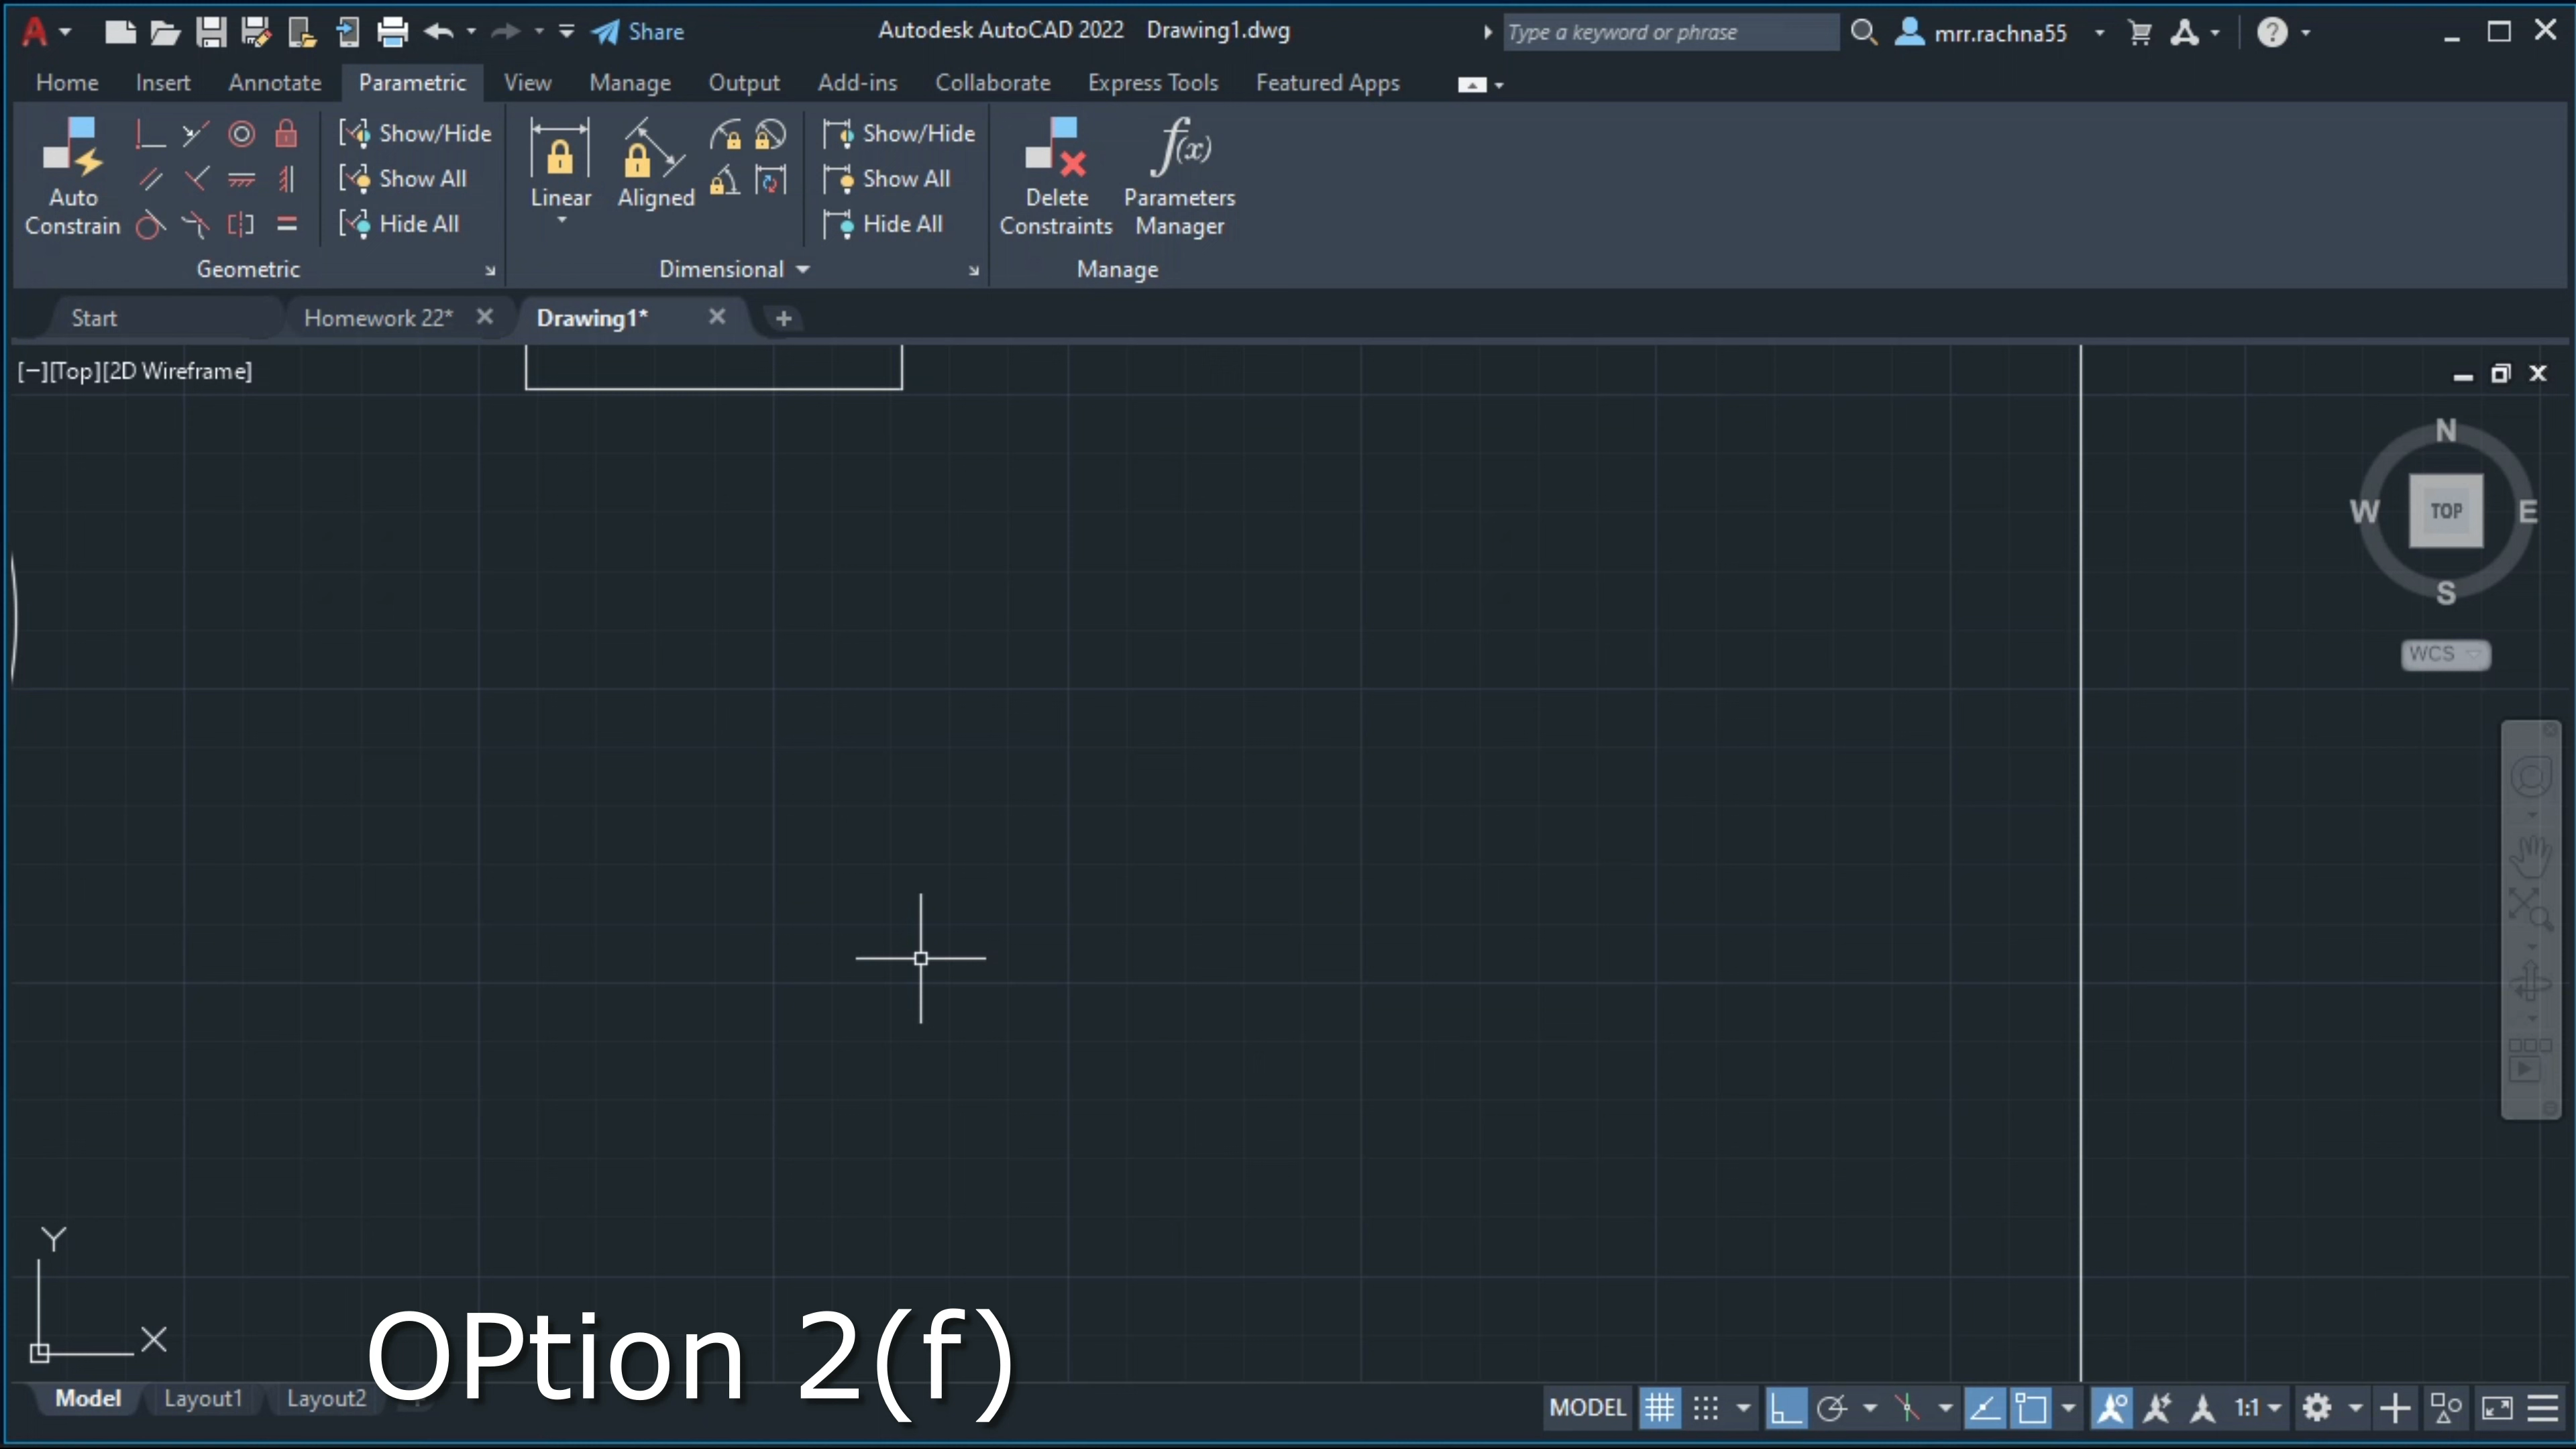 Share
Autodesk AutoCAD 2022 Drawing1.dwg
Type a keyword or phrase
mrr.rachna55
Home Insert Annotate Parametric View Manage Output Add-ins Collaborate Express Tools Featured Apps
Auto
Constrain
Show/Hide
Show All
Hide All
Geometric
Linear
Aligned
Dimensional
Show/Hide
Show All
Hide All
Delete
Constraints
f(x)
Parameters
Manager
Manage
Start
Homework 22*
Drawing1*
[−][Top][2D Wireframe]
N
W
TOP
E
S
WCS
Y
X
OPtion 2(f)
Model Layout1 Layout2
MODEL
1:1